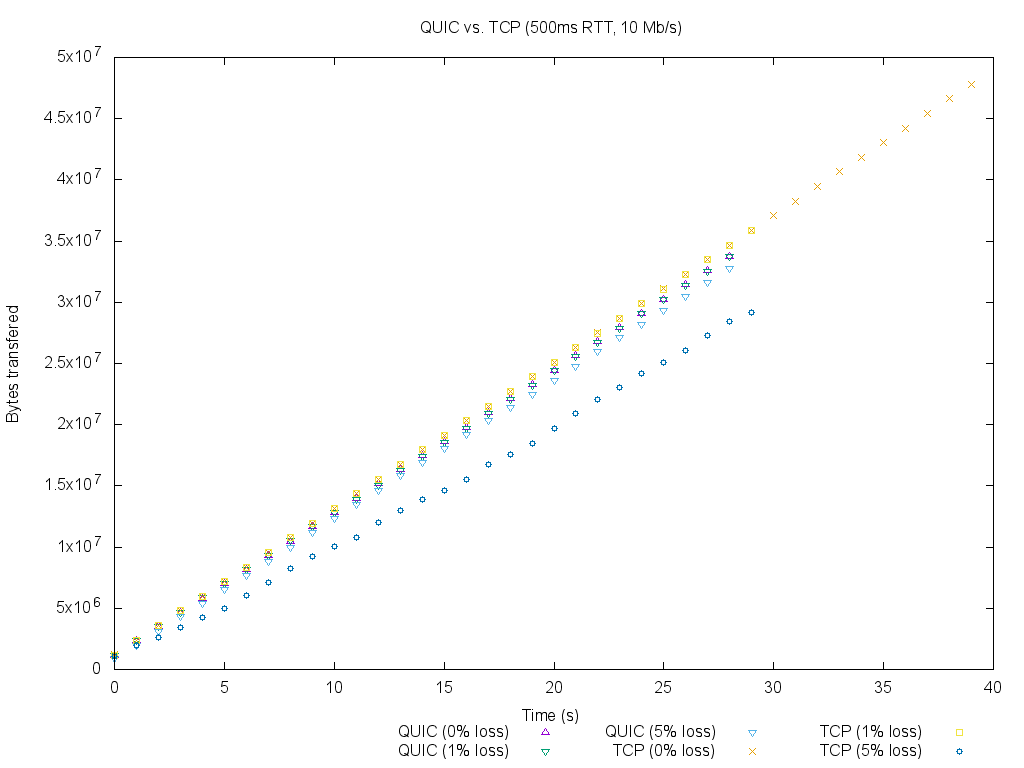 QUIC vs. TCP (500ms RTT, 10 Mb/s)
5x10^7
4.5x10^7
4x10^7
3.5x10^7
3x10^7
2.5x10^7
2x10^7
1.5x10^7
1x10^7
5x10^6
0
Bytes transfered
0 5 10 15 20 25 30 35 40
Time (s)
QUIC (0% loss) QUIC (5% loss) TCP (1% loss)
QUIC (1% loss) TCP (0% loss) TCP (5% loss)